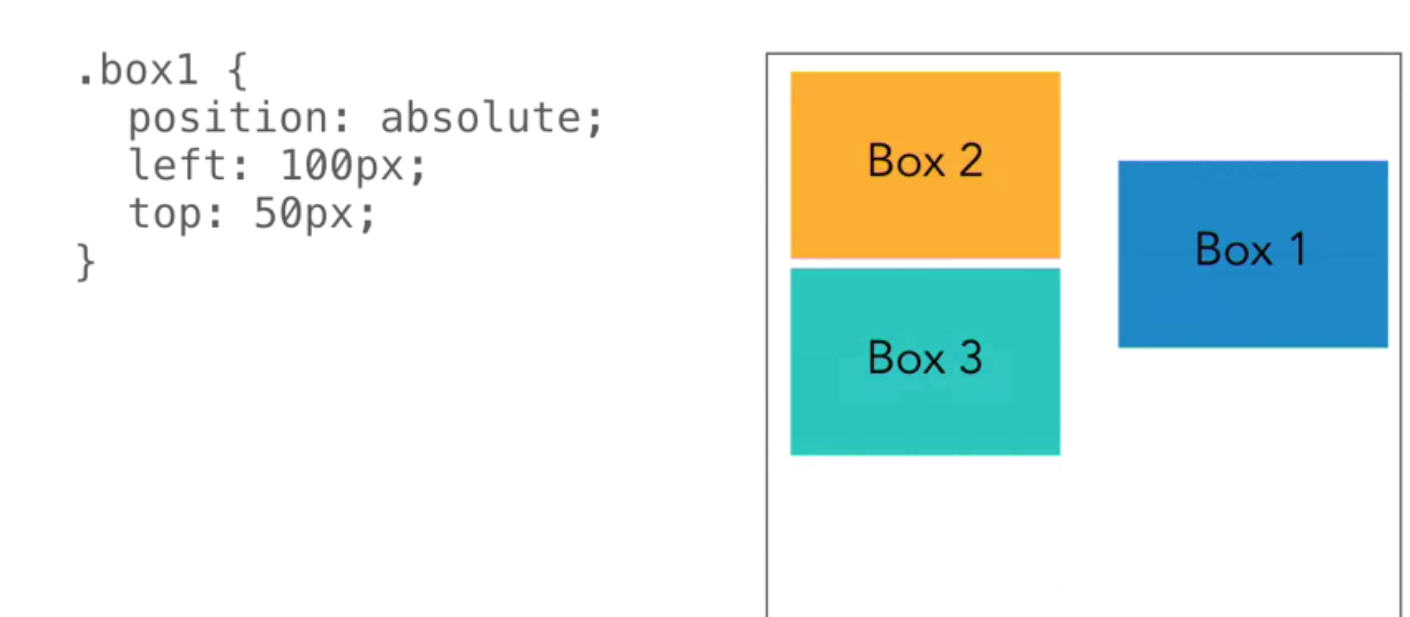 .box1 {
position: absolute;
left: 100px;
top: 50px;
}
Box 2
Box 1
Box 3